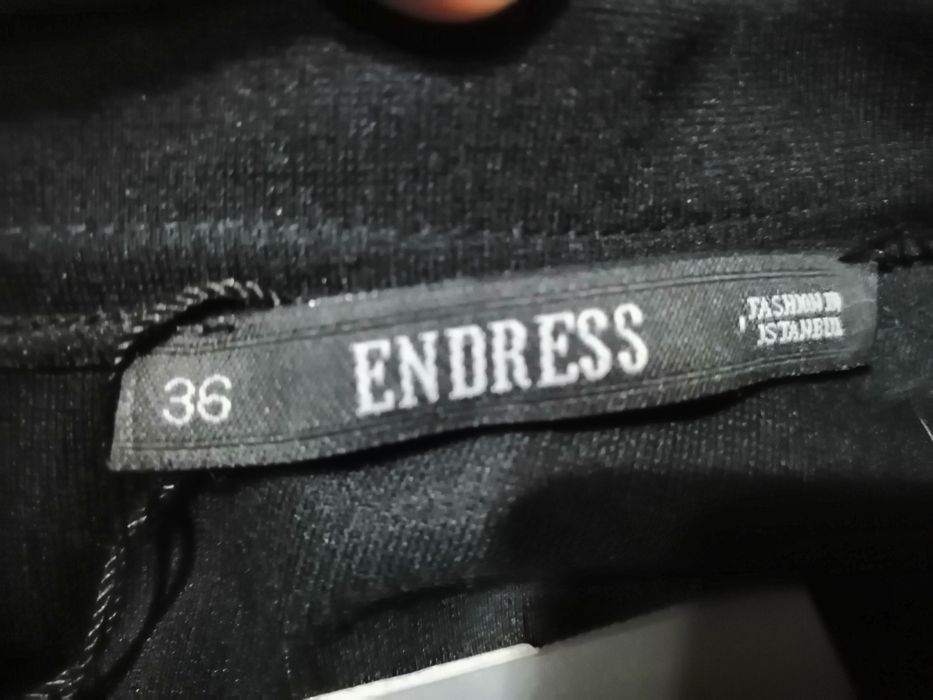 36
ENDRESS
FASHION IN
ISTANBUL